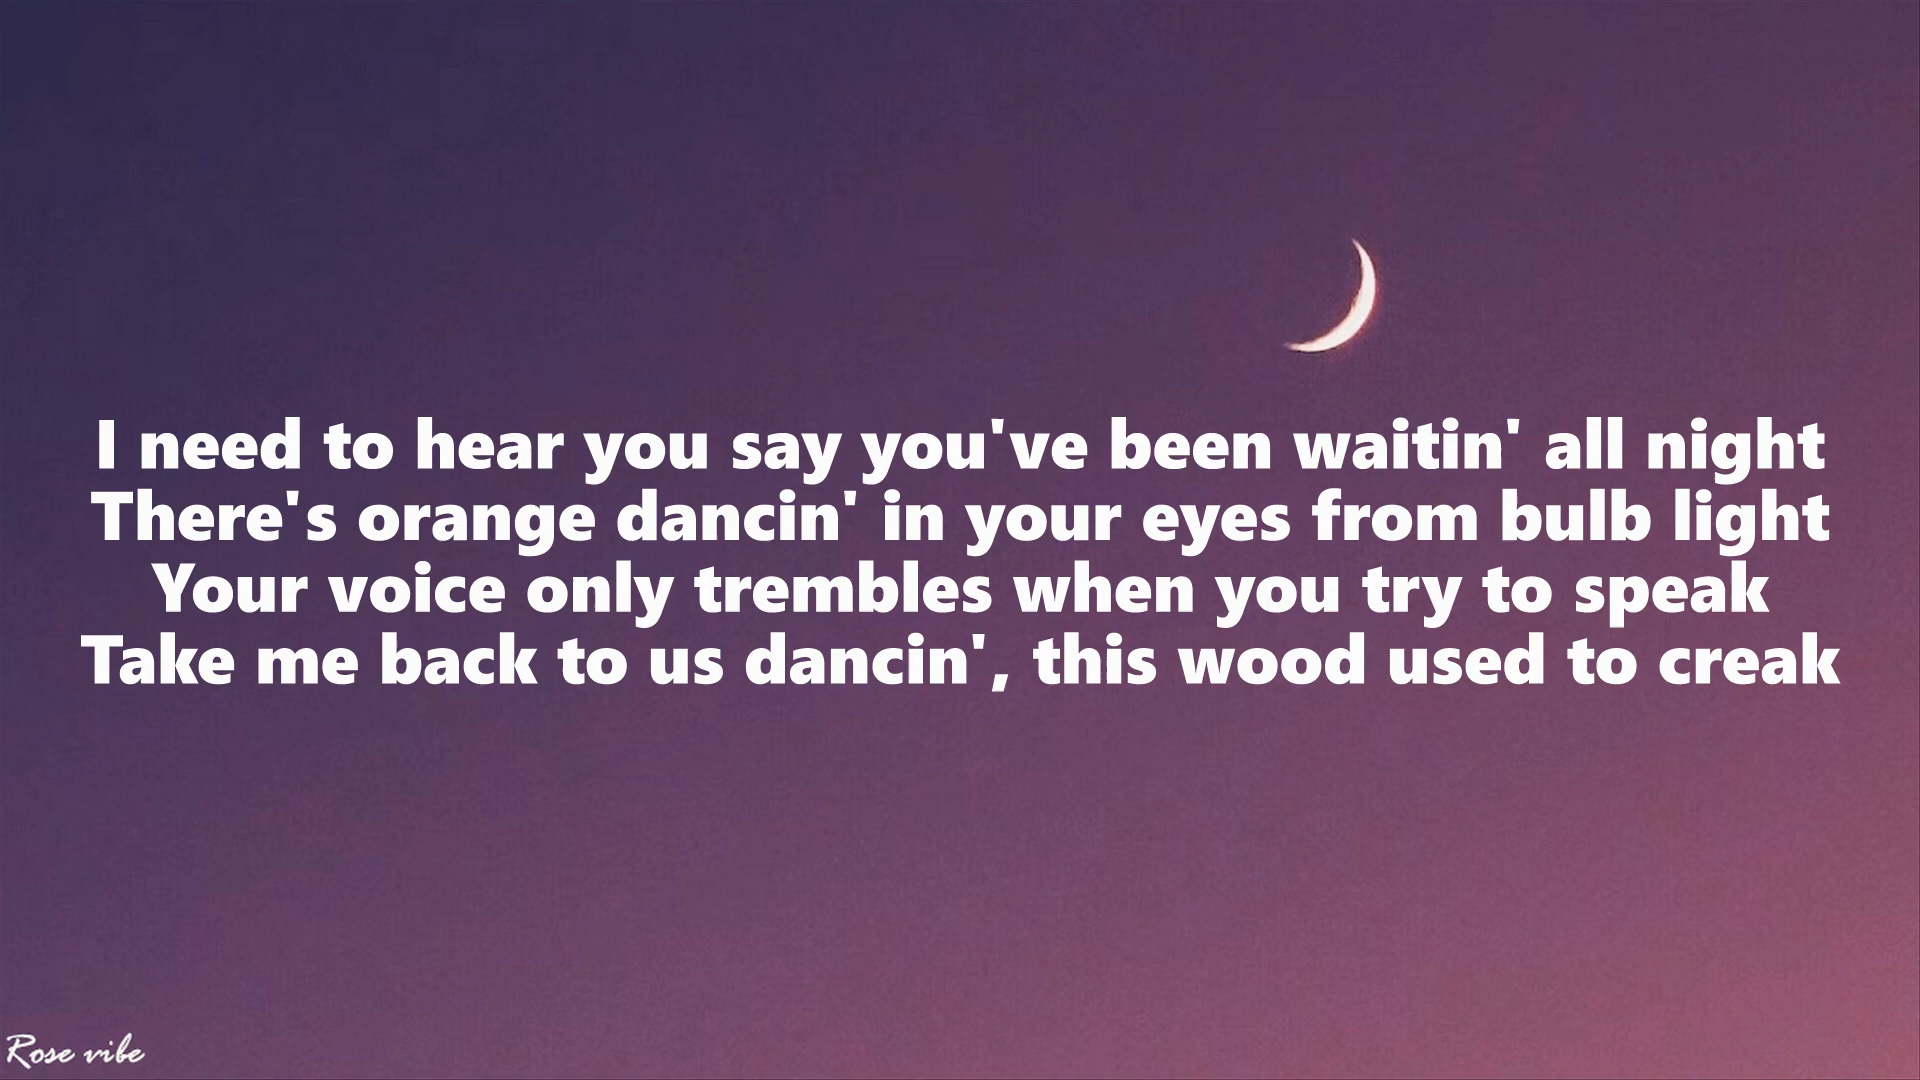 I need to hear you say you've been waitin' all night
There's orange dancin' in your eyes from bulb light
Your voice only trembles when you try to speak
Take me back to us dancin', this wood used to creak
Rose vibe